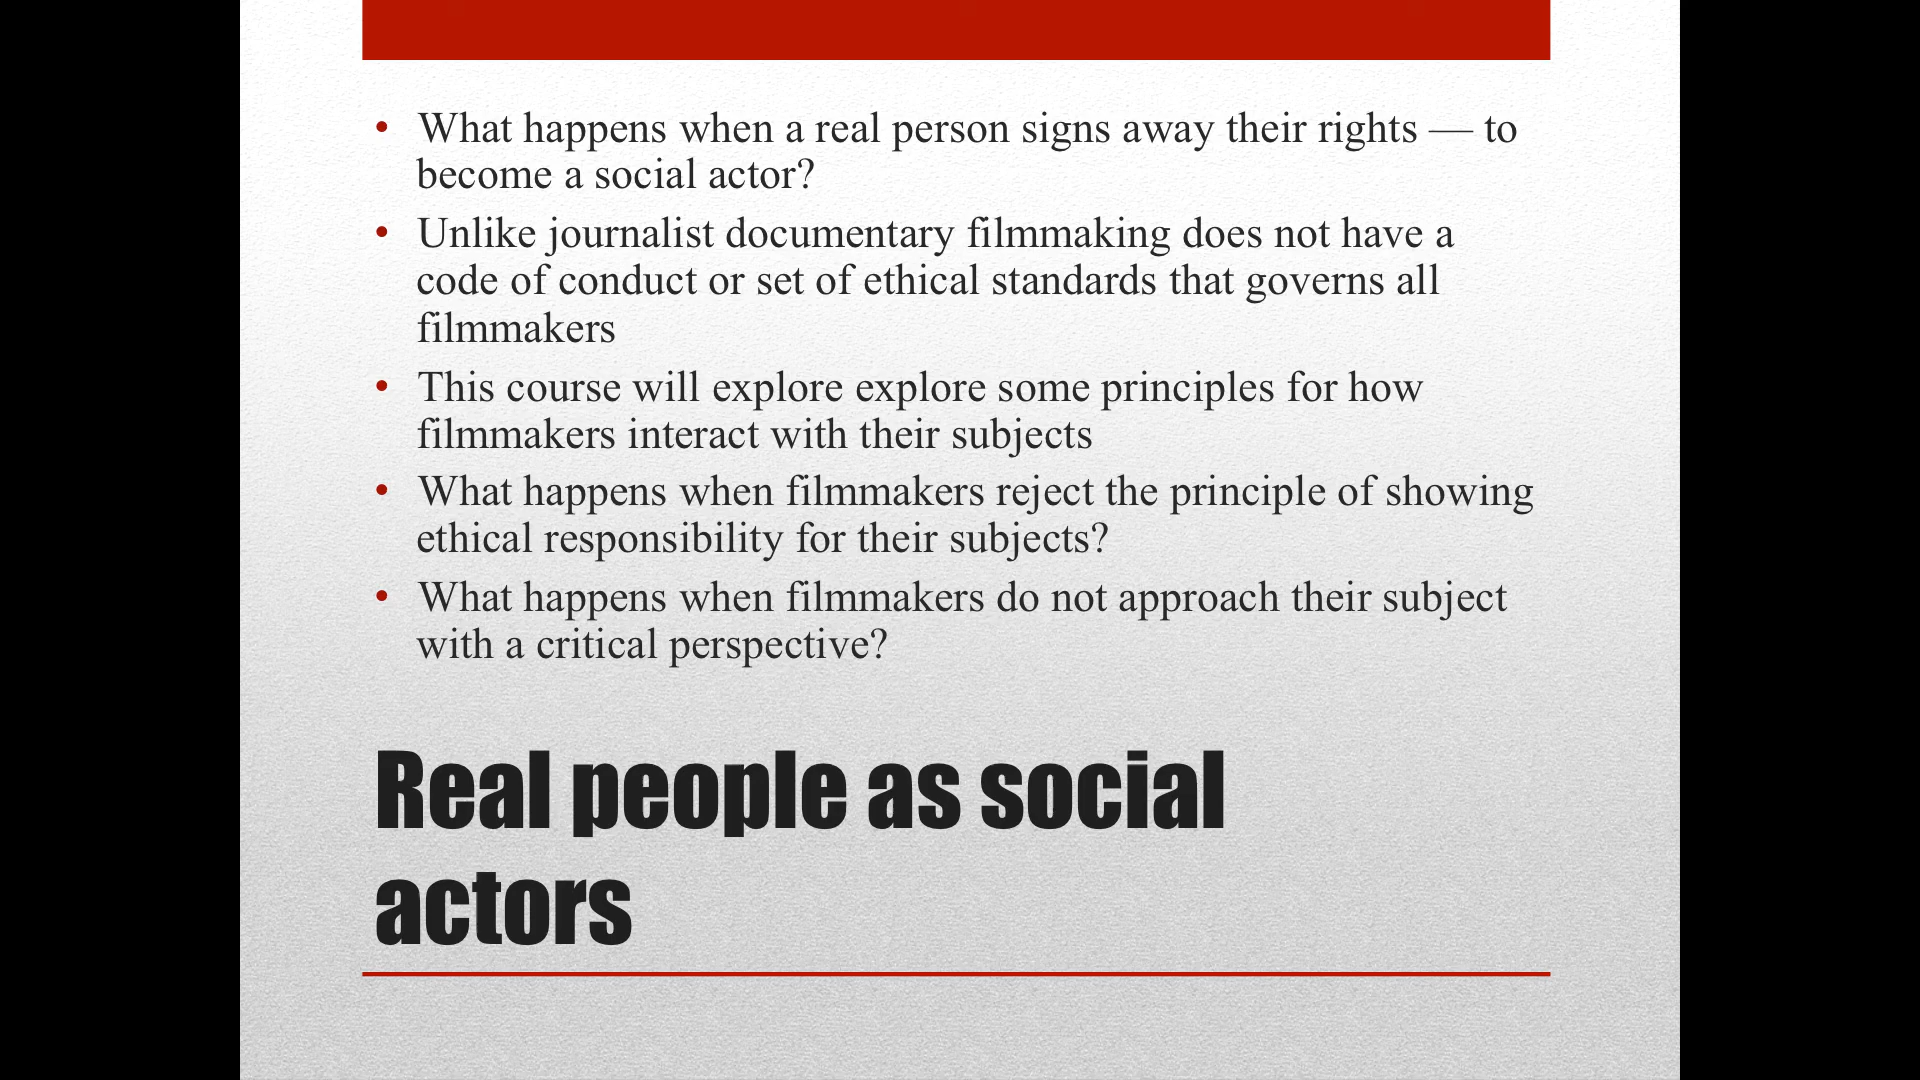 • What happens when a real person signs away their rights — to
become a social actor?
• Unlike journalist documentary filmmaking does not have a
code of conduct or set of ethical standards that governs all
filmmakers
• This course will explore explore some principles for how
filmmakers interact with their subjects
• What happens when filmmakers reject the principle of showing
ethical responsibility for their subjects?
• What happens when filmmakers do not approach their subject
with a critical perspective?
Real people as social
actors